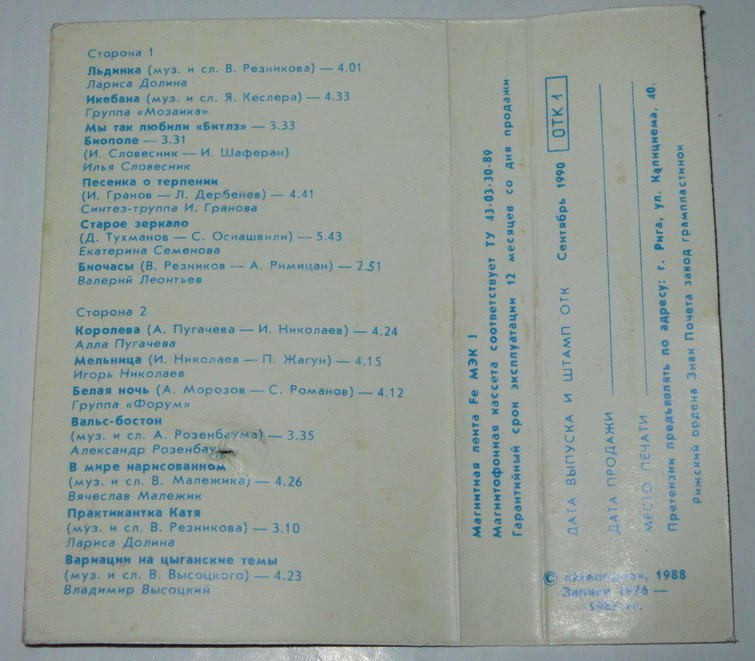 Сторона 1
Льдинка (муз. и сл. В. Резникова) — 4.01
Лариса Долина
Икебана (муз. и сл. Я. Кеслера) — 4.33
Группа «Мозаика»
Мы так любили «Битлз» — 3.33
Биополе — 3.31
(И. Словесник — И. Шаферан)
Илья Словесник
Песенка о терпении
(И. Гранов — Л. Дербенев) — 4.41
Синтез-группа И. Гранова
Старое зеркало
(Д. Тухманов — С. Осиашвили) — 5.43
Екатерина Семенова
Биочасы (В. Резников — А. Римицан) — 2.51
Валерий Леонтьев
Сторона 2
Королева (А. Пугачева — И. Николаев) — 4.24
Алла Пугачева
Мельница (И. Николаев — П. Жагун) — 4.15
Игорь Николаев
Белая ночь (А. Морозов — С. Романов) — 4.12
Группа «Форум»
Вальс-бостон
(муз. и сл. А. Розенбаума) — 3.35
Александр Розенбаум
В мире нарисованном
(муз. и сл. В. Малежика) — 4.26
Вячеслав Малежик
Практикантка Катя
(муз. и сл. В. Резникова) — 3.10
Лариса Долина
Вариации на цыганские темы
(муз. и сл. В. Высоцкого) — 4.23
Владимир Высоцкий
Магнитная лента Fe МЭК I
Магнитофонная кассета соответствует ТУ 43-03-30-89
Гарантийный срок эксплуатации 12 месяцев со дня продажи
ДАТА ВЫПУСКА И ШТАМП ОТК Сентябрь 1990 ОТК 1
ДАТА ПРОДАЖИ
МЕСТО ПЕЧАТИ
Претензии предъявлять по адресу: г. Рига, ул. Калнциема, 40.
Рижский ордена Знак Почета завод грампластинок
© 1988
Записи 1976 —
1987 гг.